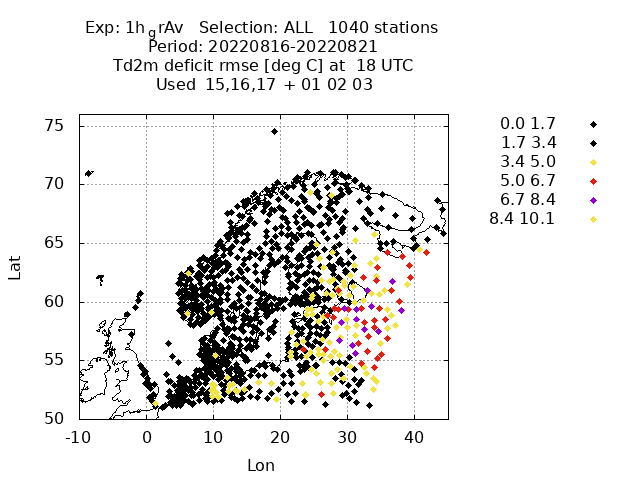 Exp: 1h_grAv Selection: ALL 1040 stations
Period: 20220816-20220821
Td2m deficit rmse [deg C] at 18 UTC
Used 15,16,17 + 01 02 03
0.0 1.7
1.7 3.4
3.4 5.0
5.0 6.7
6.7 8.4
8.4 10.1
75
70
65
60
55
50
Lat
-10 0 10 20 30 40
Lon